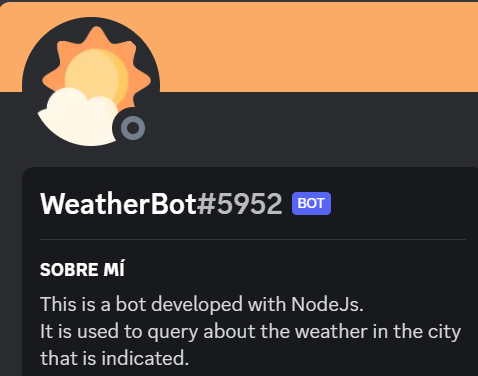 WeatherBot#5952 BOT
SOBRE MÍ
This is a bot developed with NodeJs.
It is used to query about the weather in the city
that is indicated.